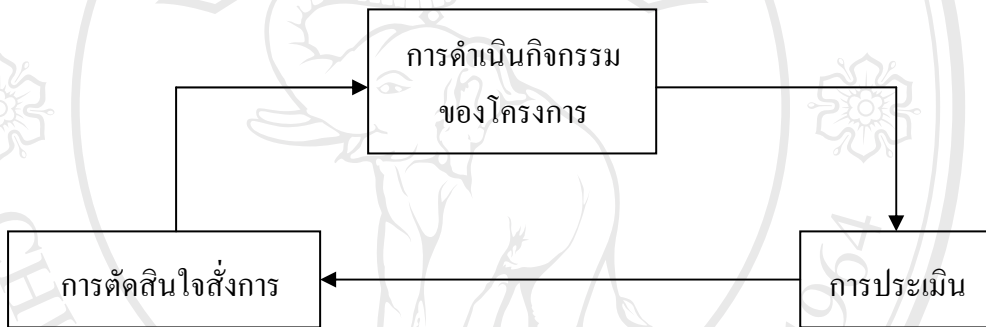 การดำเนินกิจกรรม
ของโครงการ
การตัดสินใจสั่งการ
การประเมิน